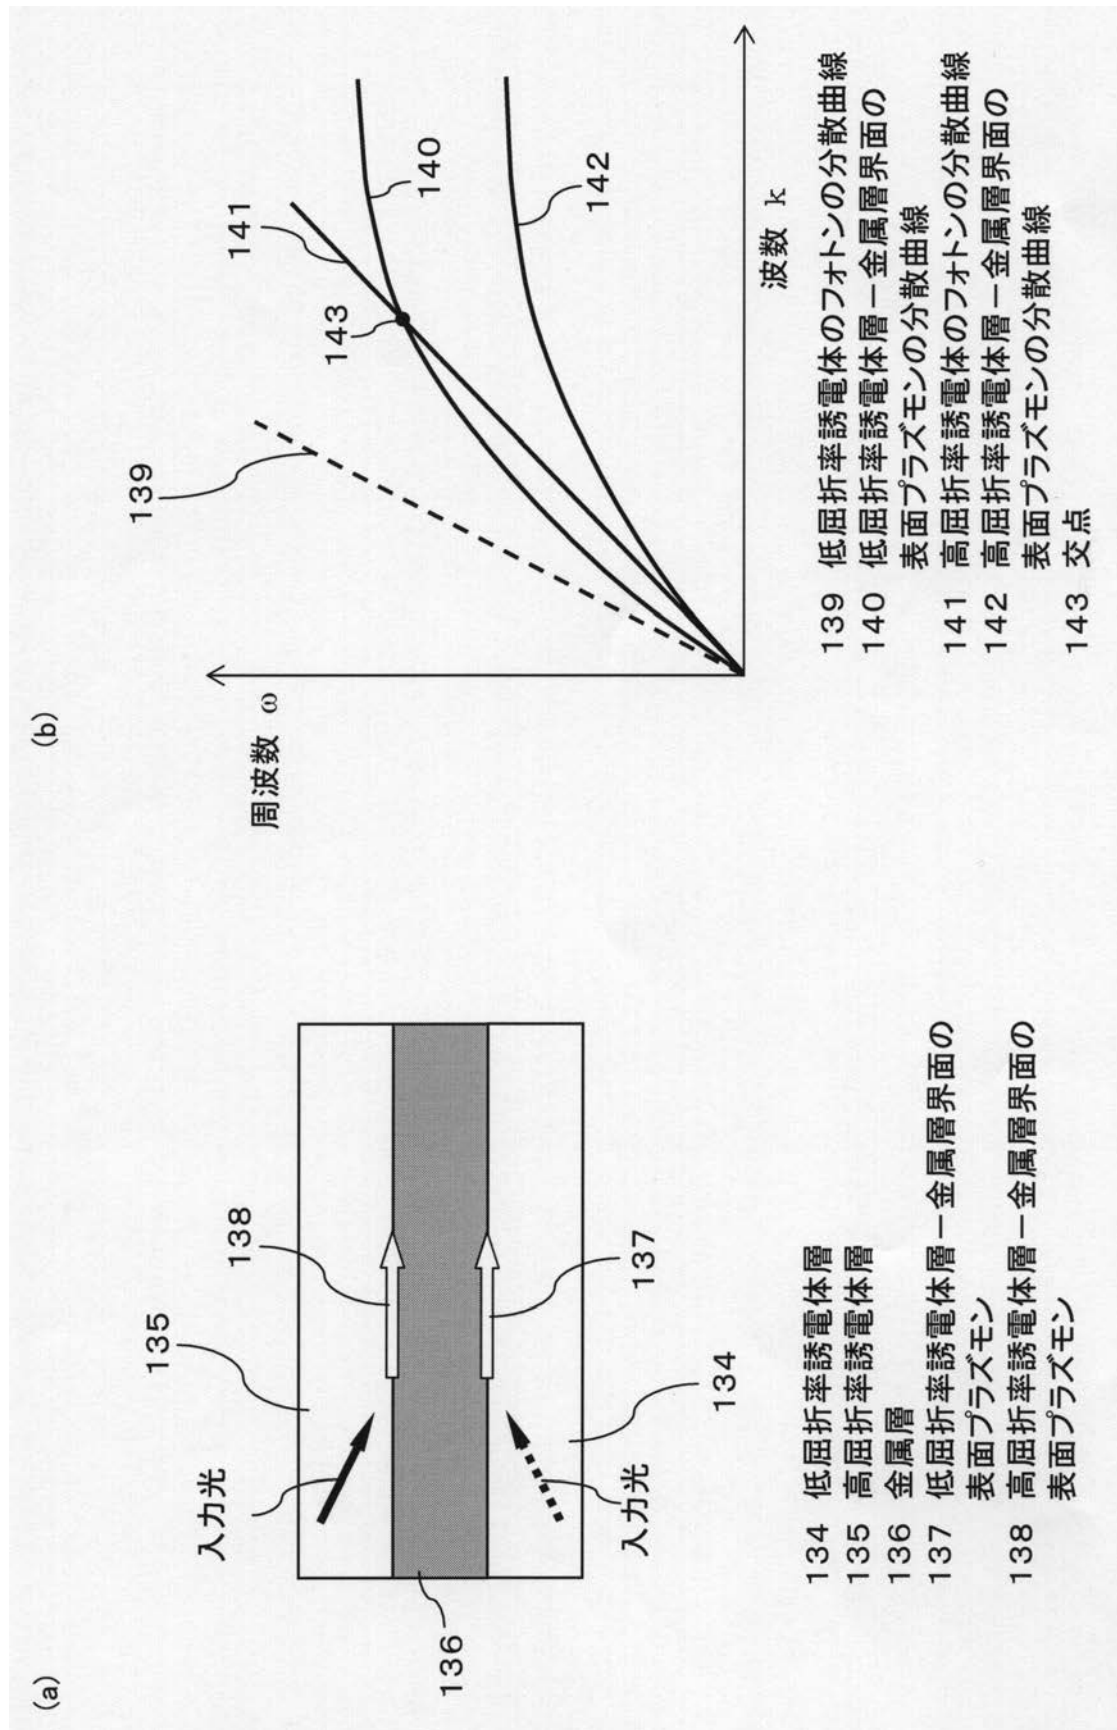 (a)
入力光
135
138
136
137
入力光
134
134 低屈折率誘電体層
135 高屈折率誘電体層
136 金属層
137 低屈折率誘電体層－金属層界面の
表面プラズモン
138 高屈折率誘電体層－金属層界面の
表面プラズモン
(b)
周波数 ω
139
141
143
140
142
波数 k
139 低屈折率誘電体のフォトンの分散曲線
140 低屈折率誘電体層－金属層界面の
表面プラズモンの分散曲線
141 高屈折率誘電体のフォトンの分散曲線
142 高屈折率誘電体層－金属層界面の
表面プラズモンの分散曲線
143 交点